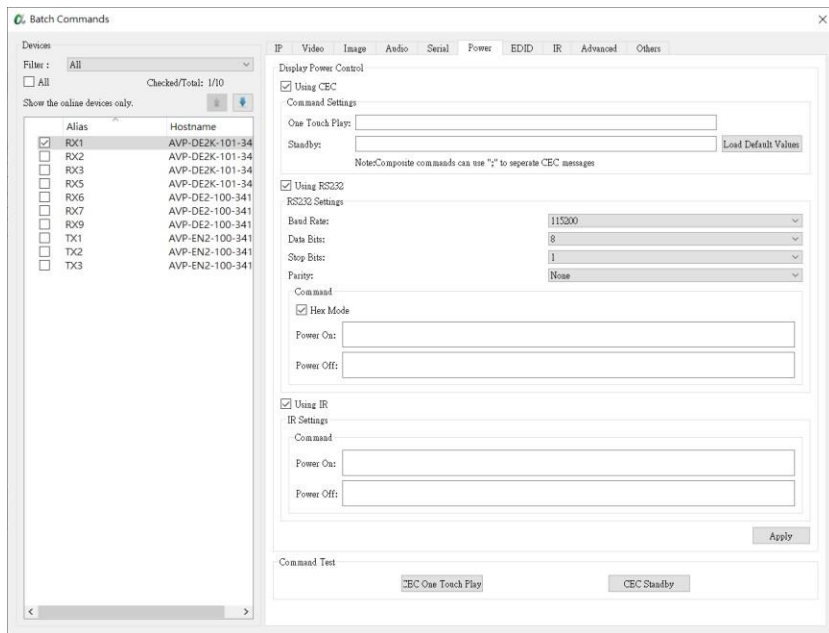 Batch Commands
Devices
Filter : All
All Checked/Total: 1/10
Show the online devices only.
Alias Hostname
RX1 AVP-DE2K-101-34
RX2 AVP-DE2K-101-34
RX3 AVP-DE2K-101-34
RX5 AVP-DE2K-101-34
RX6 AVP-DE2-100-341
RX7 AVP-DE2-100-341
RX9 AVP-DE2-100-341
TX1 AVP-EN2-100-341
TX2 AVP-EN2-100-341
TX3 AVP-EN2-100-341
IP Video Image Audio Serial Power EDID IR Advanced Others
Display Power Control
Using CEC
Command Settings
One Touch Play:
Standby: Load Default Values
Note:Composite commands can use ";" to seperate CEC messages
Using RS232
RS232 Settings
Baud Rate: 115200
Data Bits: 8
Stop Bits: 1
Parity: None
Command
Hex Mode
Power On:
Power Off:
Using IR
IR Settings
Command
Power On:
Power Off:
Apply
Command Test
CEC One Touch Play CEC Standby